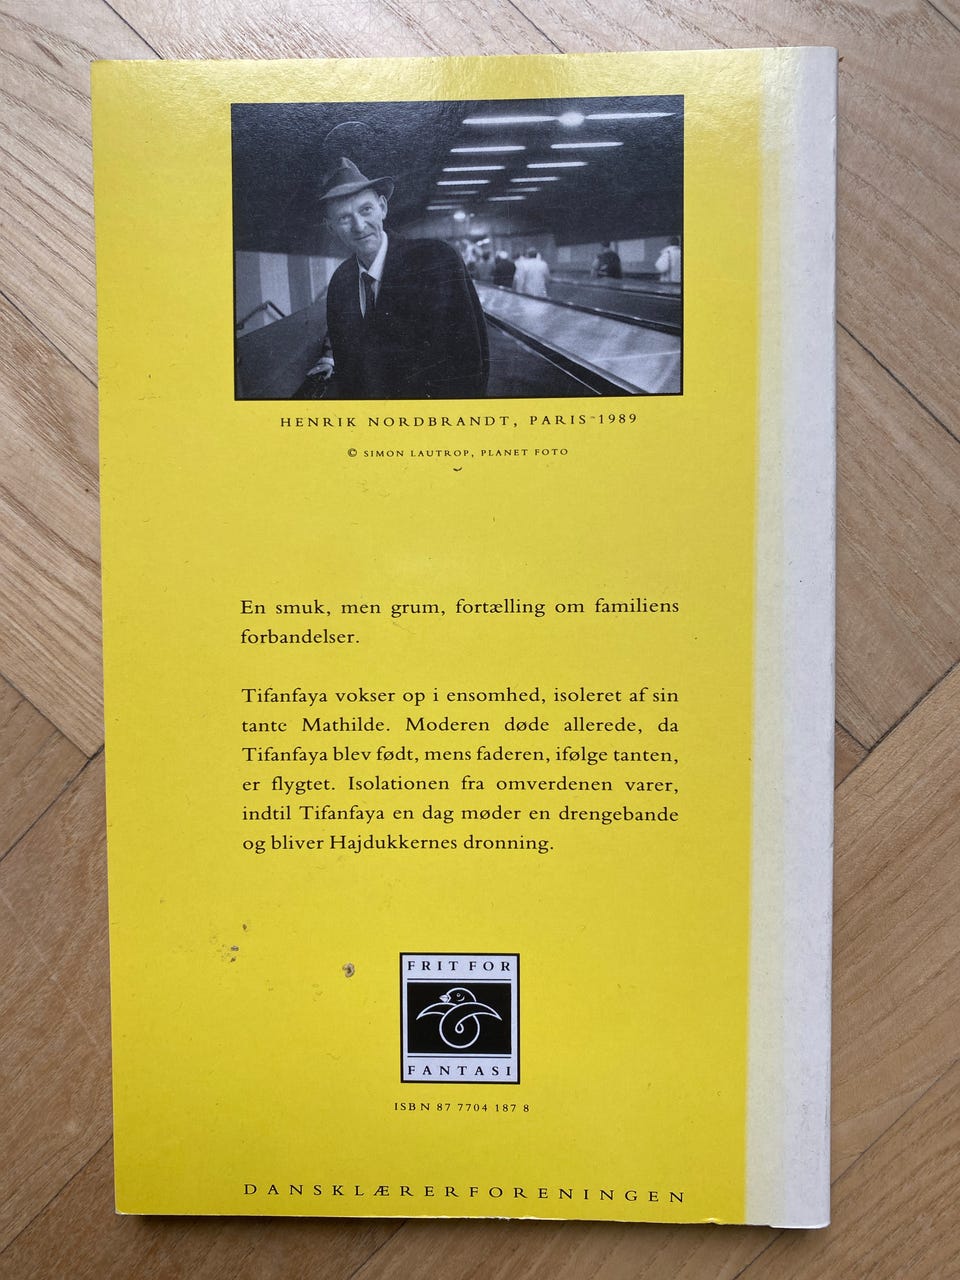 HENRIK NORDBRANDT, PARIS 1989
© SIMON LAUTROP, PLANET FOTO
En smuk, men grum, fortælling om familiens
forbandelser.
Tifanfaya vokser op i ensomhed, isoleret af sin
tante Mathilde. Moderen døde allerede, da
Tifanfaya blev født, mens faderen, ifølge tanten,
er flygtet. Isolationen fra omverdenen varer,
indtil Tifanfaya en dag møder en drengebande
og bliver Hajdukkernes dronning.
FRIT FOR
FANTASI
ISBN 87 7704 187 8
DANSKLÆRERFORENINGEN